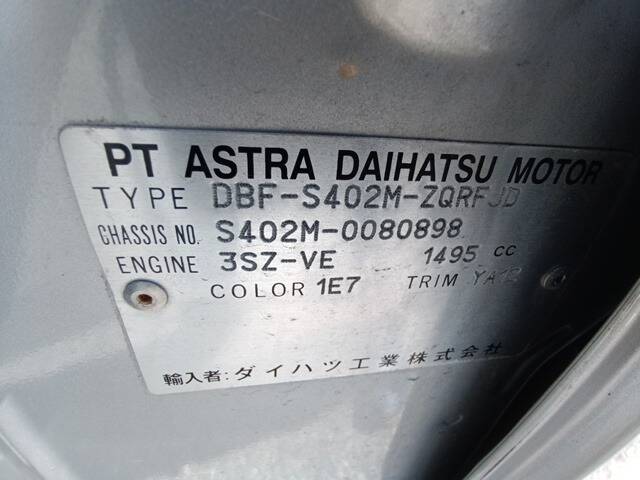 PT ASTRA DAIHATSU MOTOR
TYPE DBF-S402M-ZQRFJD
CHASSIS NO. S402M-0080898
ENGINE 3SZ-VE 1495 CC
COLOR 1E7 TRIM
輸入者:ダイハツ工業株式会社